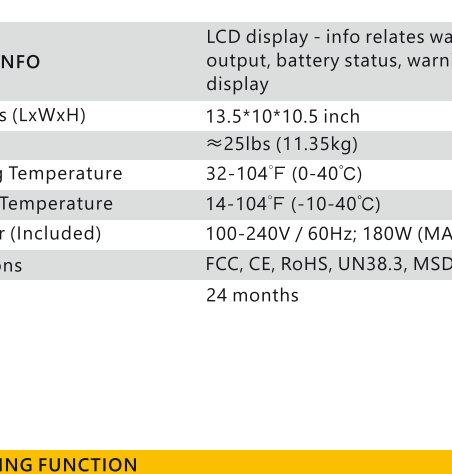 LCD display - info relates wa
NFO output, battery status, warn
display
s (LxWxH) 13.5*10*10.5 inch
≈25lbs (11.35kg)
g Temperature 32-104℉ (0-40℃)
Temperature 14-104℉ (-10-40℃)
r (Included) 100-240V / 60Hz; 180W (MA
ons FCC, CE, RoHS, UN38.3, MSD
24 months
ING FUNCTION